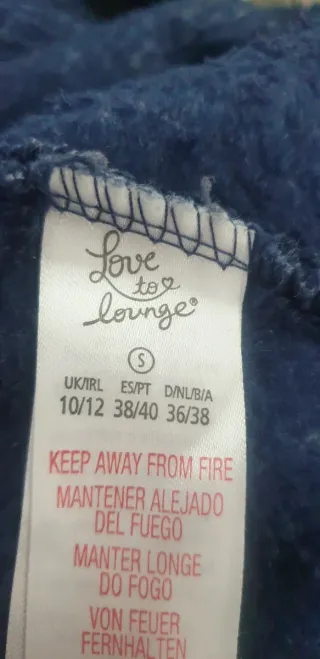 Love
to
lounge®
S
UK/IRL ES/PT D/NL/B/A
10/12 38/40 36/38
KEEP AWAY FROM FIRE
MANTENER ALEJADO
DEL FUEGO
MANTER LONGE
DO FOGO
VON FEUER
FERNHALTEN